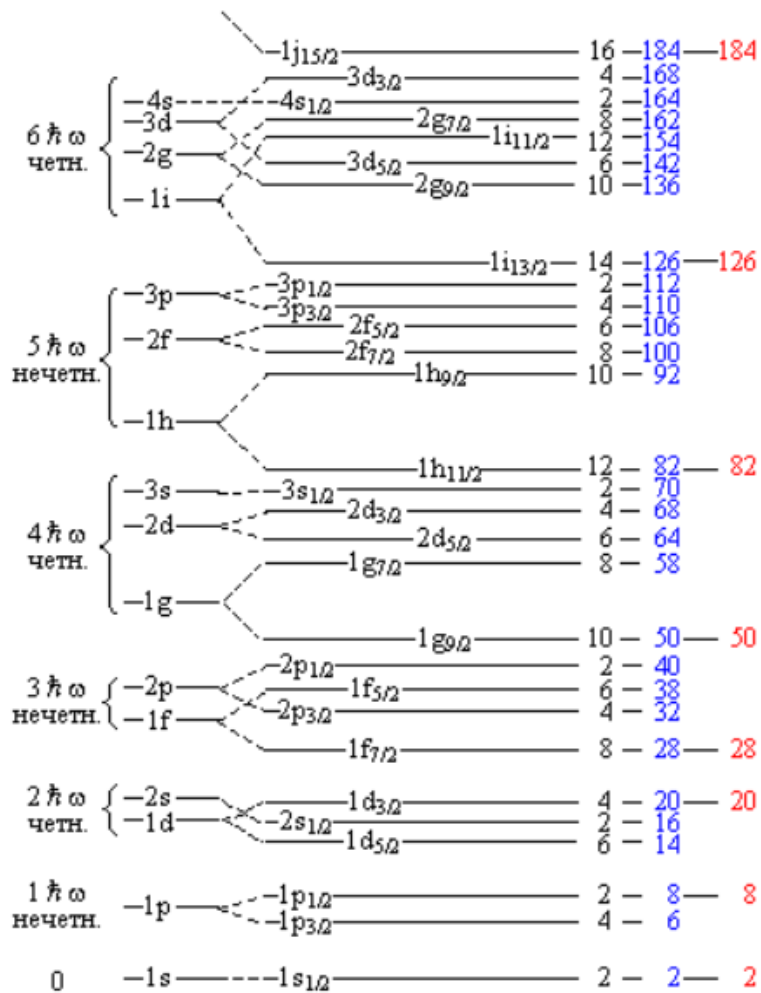 1j15/2 16 184 184
3d3/2 4 168
4s 4s1/2 2 164
3d 2g7/2 8 162
6 ħ ω 1i11/2 12 154
четн. 2g 3d5/2 6 142
2g9/2 10 136
1i
1i13/2 14 126 126
3p 3p1/2 2 112
3p3/2 4 110
2f 2f5/2 6 106
5 ħ ω 2f7/2 8 100
нечетн. 1h9/2 10 92
1h
1h11/2 12 82 82
3s 3s1/2 2 70
2d 2d3/2 4 68
4 ħ ω 2d5/2 6 64
четн. 1g7/2 8 58
1g
1g9/2 10 50 50
2p1/2 2 40
3 ħ ω 2p 1f5/2 6 38
нечетн. 1f 2p3/2 4 32
1f7/2 8 28 28
2 ħ ω 2s 1d3/2 4 20 20
четн. 1d 2s1/2 2 16
1d5/2 6 14
1 ħ ω 1p 1p1/2 2 8 8
нечетн. 1p3/2 4 6
0 1s 1s1/2 2 2 2